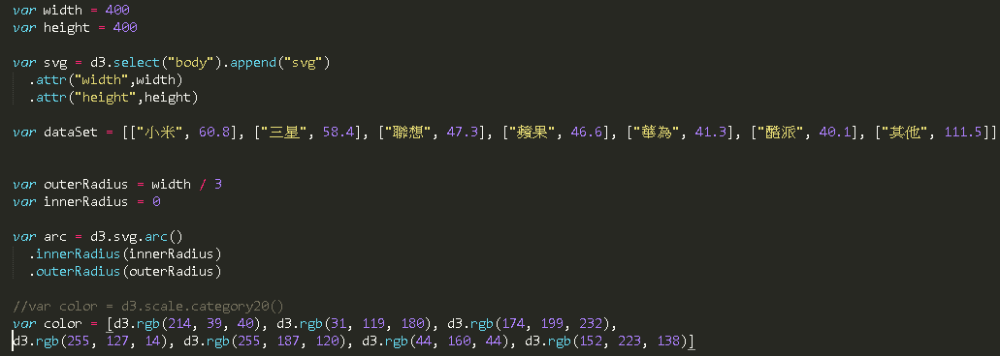 var width = 400
var height = 400
var svg = d3.select("body").append("svg")
.attr("width",width)
.attr("height",height)
var dataSet = [["小米", 60.8], ["三星", 58.4], ["聯想", 47.3], ["蘋果", 46.6], ["華為", 41.3], ["酷派", 40.1], ["其他", 111.5]]
var outerRadius = width / 3
var innerRadius = 0
var arc = d3.svg.arc()
.innerRadius(innerRadius)
.outerRadius(outerRadius)
//var color = d3.scale.category20()
var color = [d3.rgb(214, 39, 40), d3.rgb(31, 119, 180), d3.rgb(174, 199, 232),
d3.rgb(255, 127, 14), d3.rgb(255, 187, 120), d3.rgb(44, 160, 44), d3.rgb(152, 223, 138)]